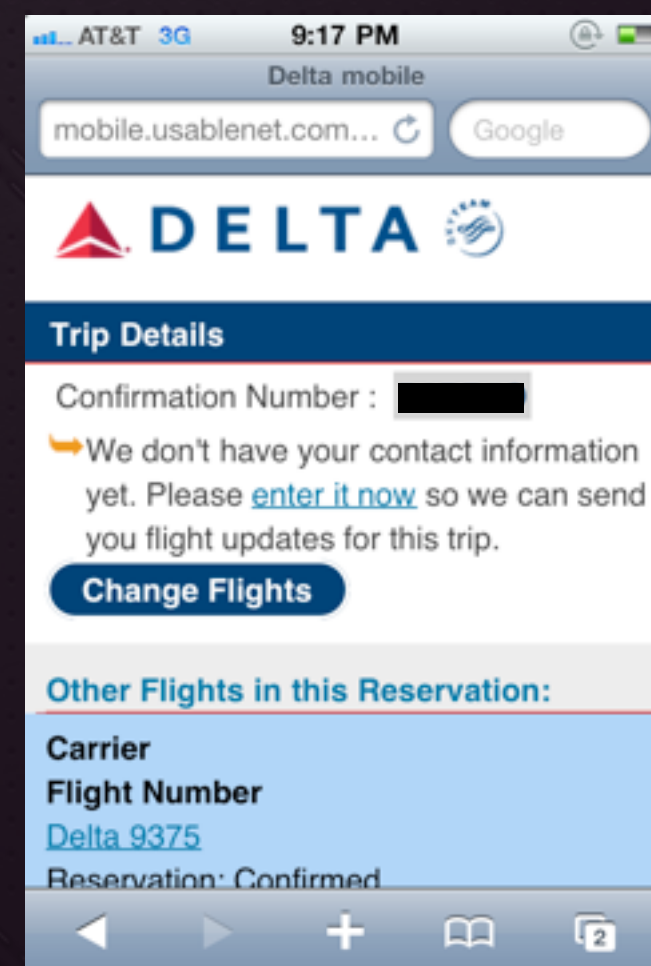 AT&T 3G 9:17 PM
Delta mobile
mobile.usablenet.com... Google
DELTA SKYTEAM
Trip Details
Confirmation Number :
We don't have your contact information
yet. Please enter it now so we can send
you flight updates for this trip.
Change Flights
Other Flights in this Reservation:
Carrier
Flight Number
Delta 9375
Reservation: Confirmed
2